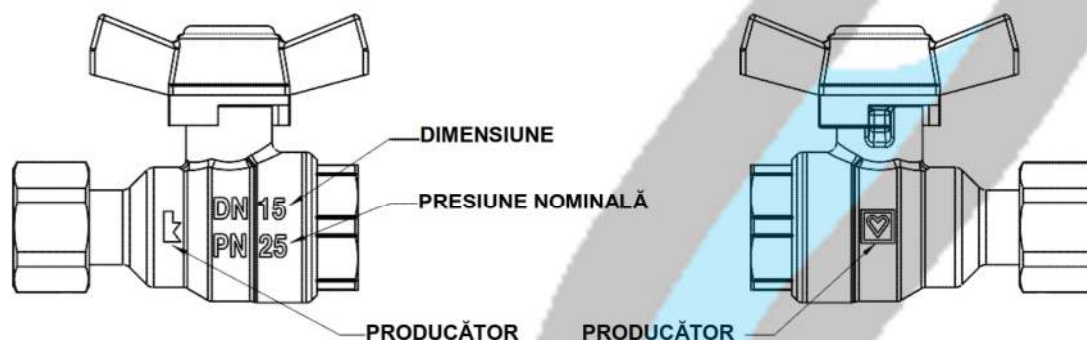 DIMENSIUNE
DN 15
PRESIUNE NOMINALĂ
PN 25
PRODUCĂTOR
PRODUCĂTOR